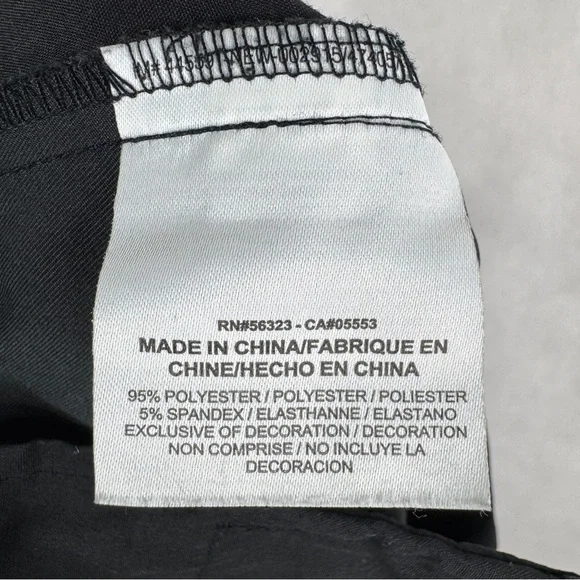 RN#56323 - CA#05553
MADE IN CHINA/FABRIQUE EN
CHINE/HECHO EN CHINA
95% POLYESTER / POLYESTER / POLIESTER
5% SPANDEX / ELASTHANNE / ELASTANO
EXCLUSIVE OF DECORATION / DECORATION
NON COMPRISE / NO INCLUYE LA
DECORACION